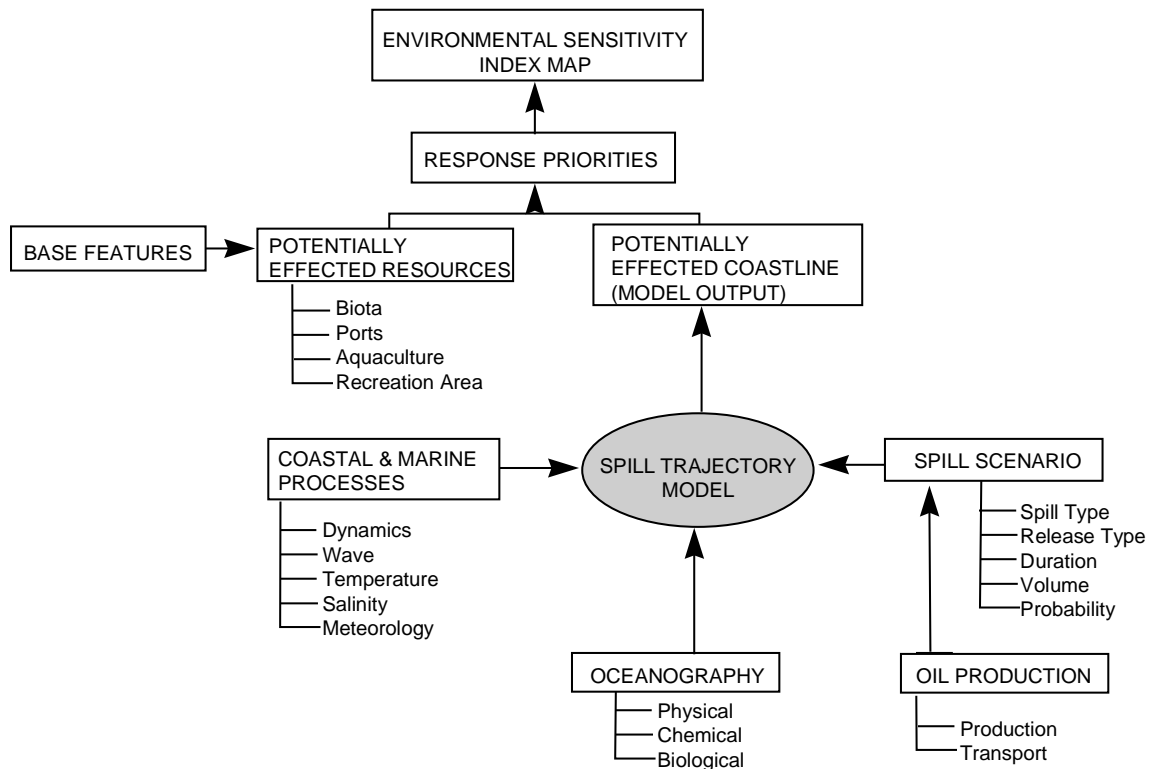 ENVIRONMENTAL SENSITIVITY
INDEX MAP
RESPONSE PRIORITIES
BASE FEATURES
POTENTIALLY
EFFECTED RESOURCES
Biota
Ports
Aquaculture
Recreation Area
POTENTIALLY
EFFECTED COASTLINE
(MODEL OUTPUT)
COASTAL & MARINE
PROCESSES
Dynamics
Wave
Temperature
Salinity
Meteorology
SPILL TRAJECTORY
MODEL
SPILL SCENARIO
Spill Type
Release Type
Duration
Volume
Probability
OCEANOGRAPHY
Physical
Chemical
Biological
OIL PRODUCTION
Production
Transport